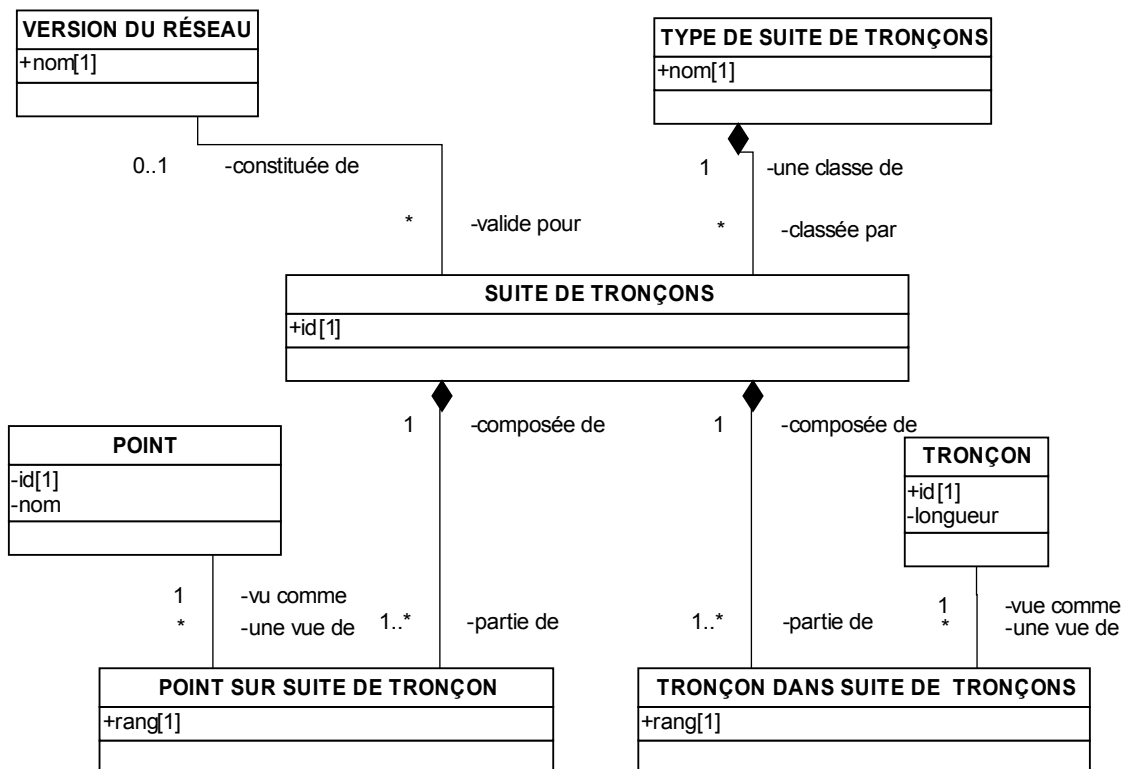 VERSION DU RÉSEAU
+nom[1]
TYPE DE SUITE DE TRONÇONS
+nom[1]
0..1
-constituée de
1
-une classe de
*
-valide pour
*
-classée par
SUITE DE TRONÇONS
+id[1]
1
-composée de
1
-composée de
POINT
-id[1]
-nom
TRONÇON
+id[1]
-longueur
1
-vu comme
*
-une vue de
1..*
-partie de
1..*
-partie de
1
-vue comme
*
-une vue de
POINT SUR SUITE DE TRONÇON
+rang[1]
TRONÇON DANS SUITE DE TRONÇONS
+rang[1]